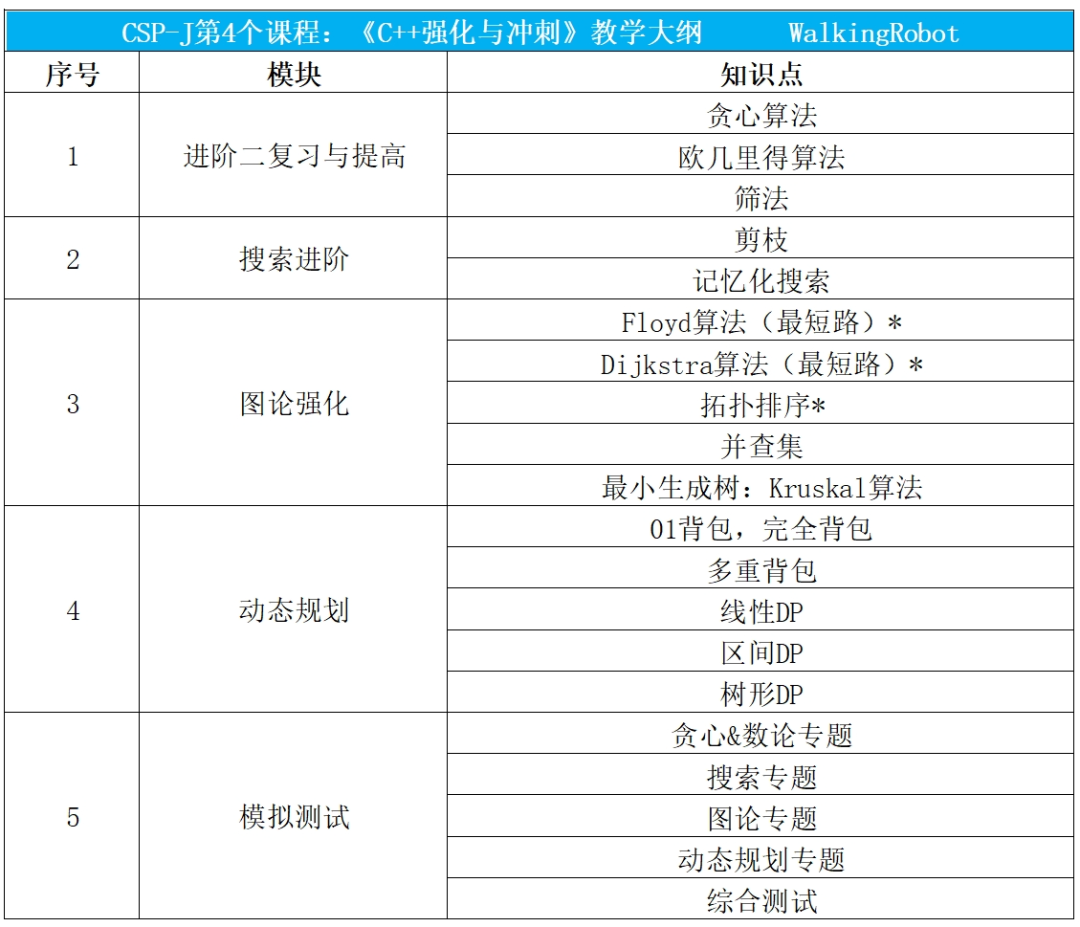 CSP-J第4个课程：《C++强化与冲刺》教学大纲 WalkingRobot
序号 模块 知识点
1 进阶二复习与提高 贪心算法
欧几里得算法
筛法
2 搜索进阶 剪枝
记忆化搜索
3 图论强化 Floyd算法（最短路）*
Dijkstra算法（最短路）*
拓扑排序*
并查集
最小生成树：Kruskal算法
4 动态规划 01背包，完全背包
多重背包
线性DP
区间DP
树形DP
5 模拟测试 贪心&数论专题
搜索专题
图论专题
动态规划专题
综合测试